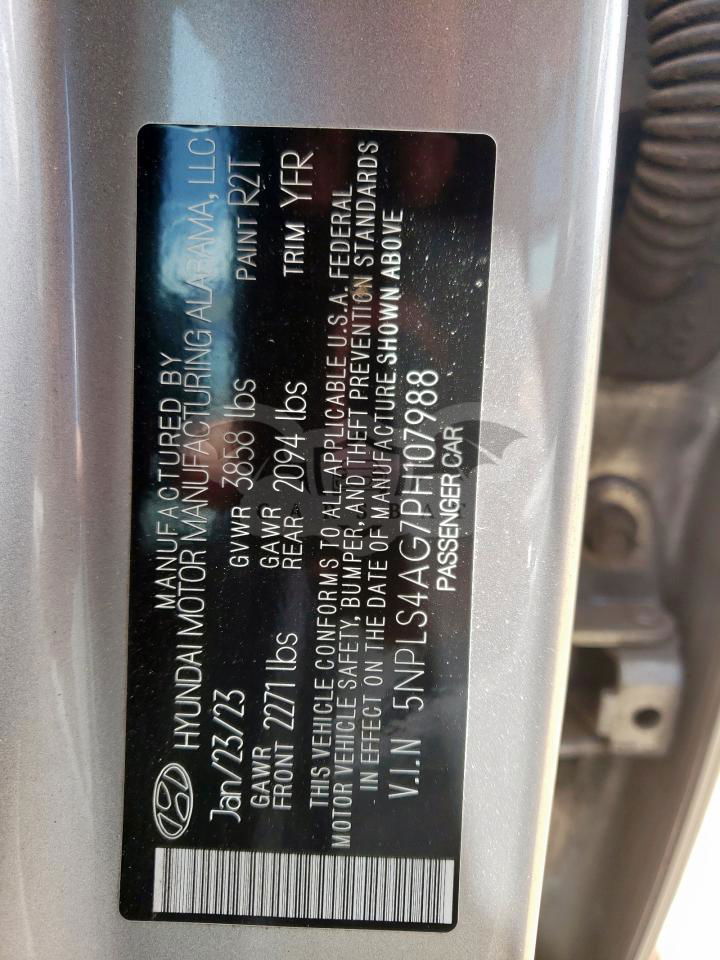 MANUFACTURED BY
HYUNDAI MOTOR MANUFACTURING ALABAMA, LLC
Jan/23/23 GVWR 3858 lbs PAINT R2T
GAWR FRONT 2271 lbs GAWR REAR 2094 lbs TRIM YFR
THIS VEHICLE CONFORMS TO ALL APPLICABLE U.S.A. FEDERAL
MOTOR VEHICLE SAFETY, BUMPER, AND THEFT PREVENTION STANDARDS
IN EFFECT ON THE DATE OF MANUFACTURE SHOWN ABOVE
V.I.N 5NPLS4AG7PH107988
PASSENGER CAR